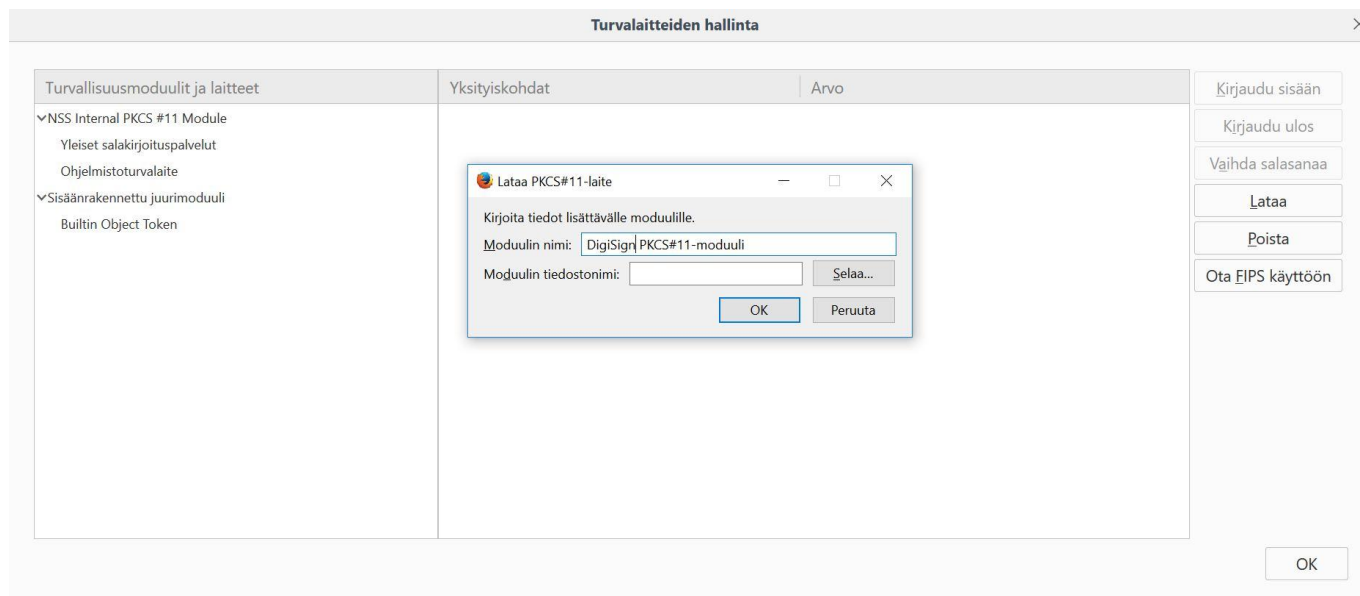 Turvalaitteiden hallinta
Turvallisuusmoduulit ja laitteet
Yksityiskohdat
Arvo
NSS Internal PKCS #11 Module
Yleiset salakirjoituspalvelut
Ohjelmistoturvalaite
Sisäänrakennettu juurimoduuli
Builtin Object Token
Lataa PKCS#11-laite
Kirjoita tiedot lisättävälle moduulille.
Moduulin nimi: DigiSign PKCS#11-moduuli
Moduulin tiedostonimi: Selaa...
OK Peruuta
Kirjaudu sisään
Kirjaudu ulos
Vaihda salasanaa
Lataa
Poista
Ota FIPS käyttöön
OK